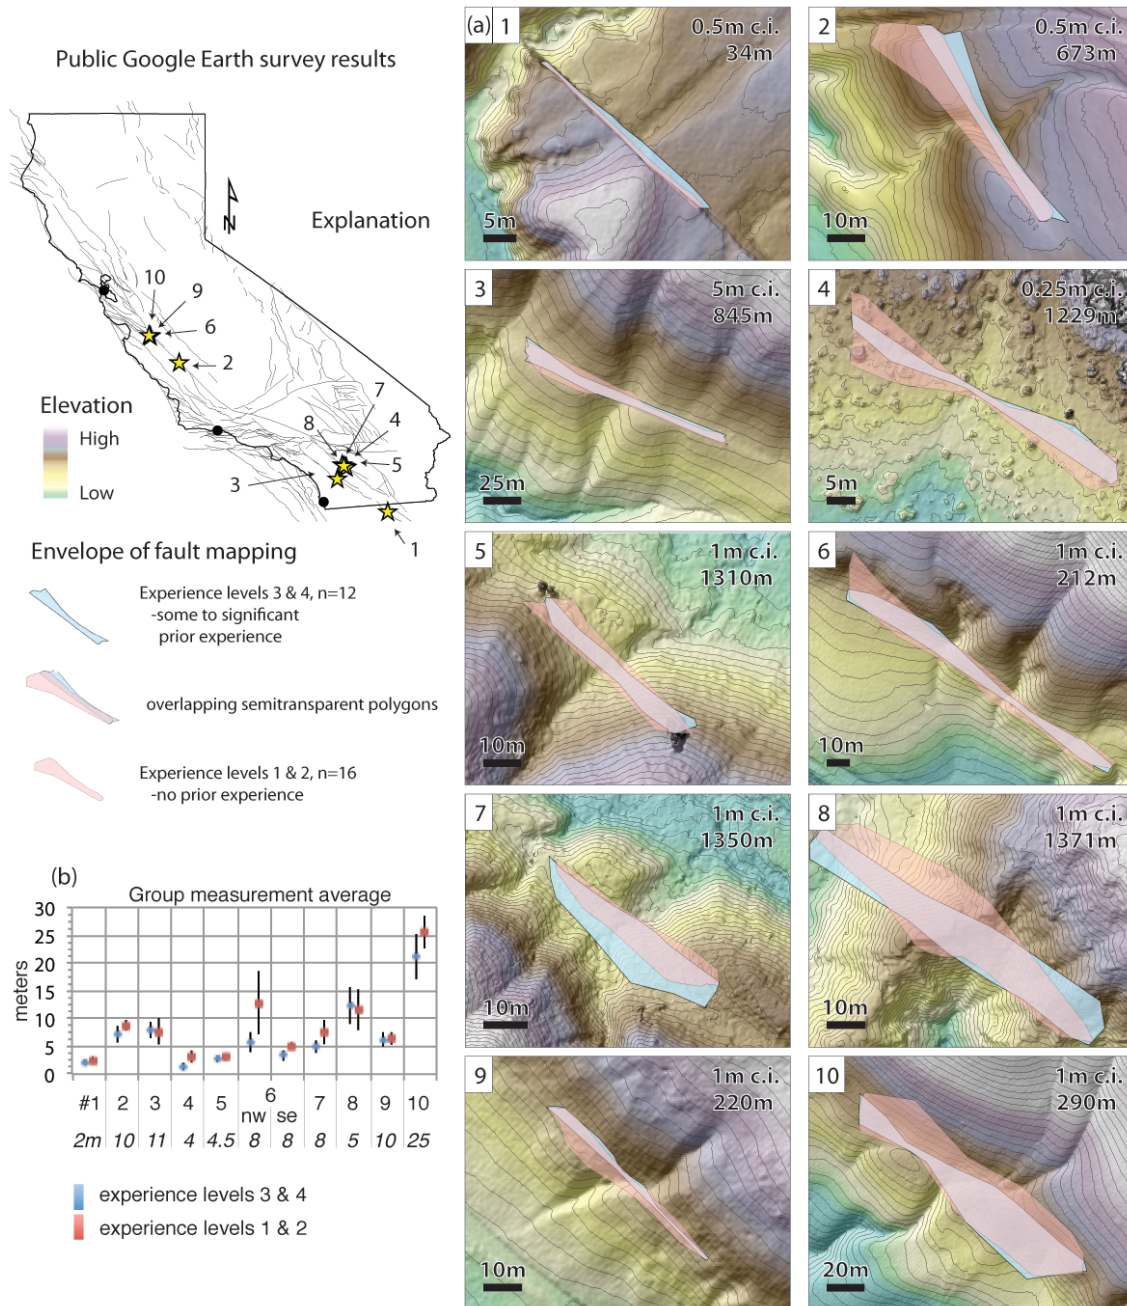 Public Google Earth survey results
N
Explanation
10
9
6
2
7
8
4
5
3
1
Elevation
High
Low
Envelope of fault mapping
Experience levels 3 & 4, n=12
-some to significant
prior experience
overlapping semitransparent polygons
Experience levels 1 & 2, n=16
-no prior experience
(b)
Group measurement average
meters
30
25
20
15
10
5
0
#1 2 3 4 5 6 7 8 9 10
nw se
2m 10 11 4 4.5 8 8 8 5 10 25
experience levels 3 & 4
experience levels 1 & 2
(a)
1
0.5m c.i.
34m
5m
2
0.5m c.i.
673m
10m
3
5m c.i.
845m
25m
4
0.25m c.i.
1229m
5m
5
1m c.i.
1310m
10m
6
1m c.i.
212m
10m
7
1m c.i.
1350m
10m
8
1m c.i.
1371m
10m
9
1m c.i.
220m
10m
10
1m c.i.
290m
20m